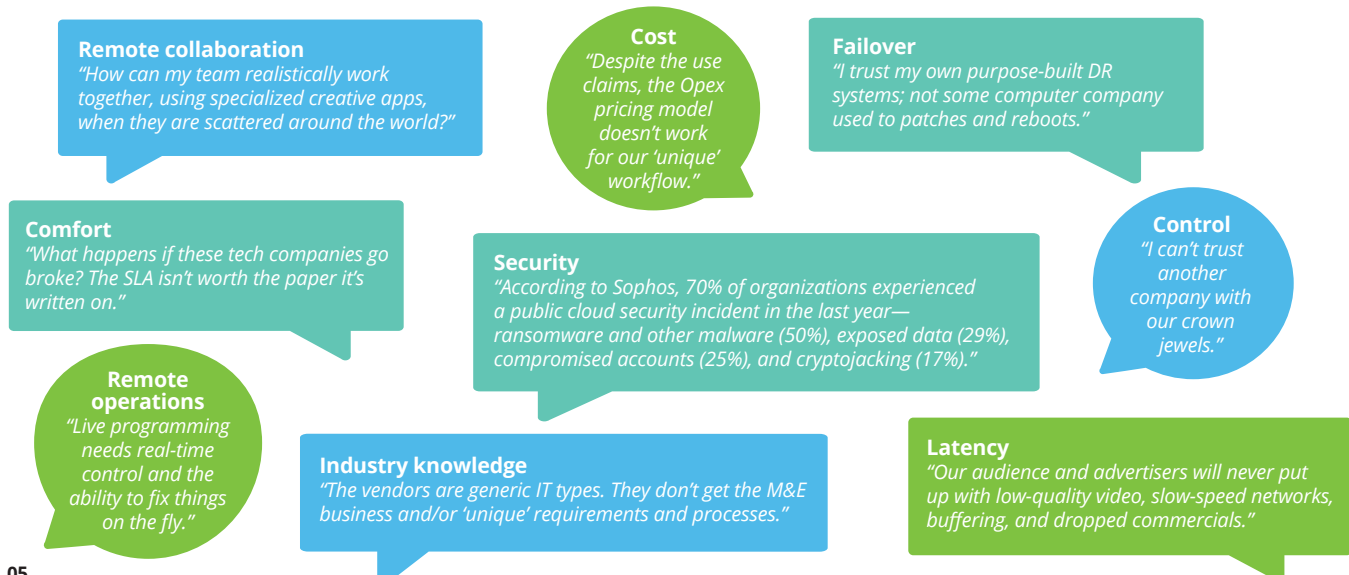 Remote collaboration
“How can my team realistically work
together, using specialized creative apps,
when they are scattered around the world?”
Cost
“Despite the use
claims, the Opex
pricing model
doesn’t work
for our ‘unique’
workflow.”
Failover
“I trust my own purpose-built DR
systems; not some computer company
used to patches and reboots.”
Comfort
“What happens if these tech companies go
broke? The SLA isn’t worth the paper it’s
written on.”
Security
“According to Sophos, 70% of organizations experienced
a public cloud security incident in the last year—
ransomware and other malware (50%), exposed data (29%),
compromised accounts (25%), and cryptojacking (17%).”
Control
“I can’t trust
another
company with
our crown
jewels.”
Remote
operations
“Live programming
needs real-time
control and the
ability to fix things
on the fly.”
Industry knowledge
“The vendors are generic IT types. They don’t get the M&E
business and/or ‘unique’ requirements and processes.”
Latency
“Our audience and advertisers will never put
up with low-quality video, slow-speed networks,
buffering, and dropped commercials.”
05